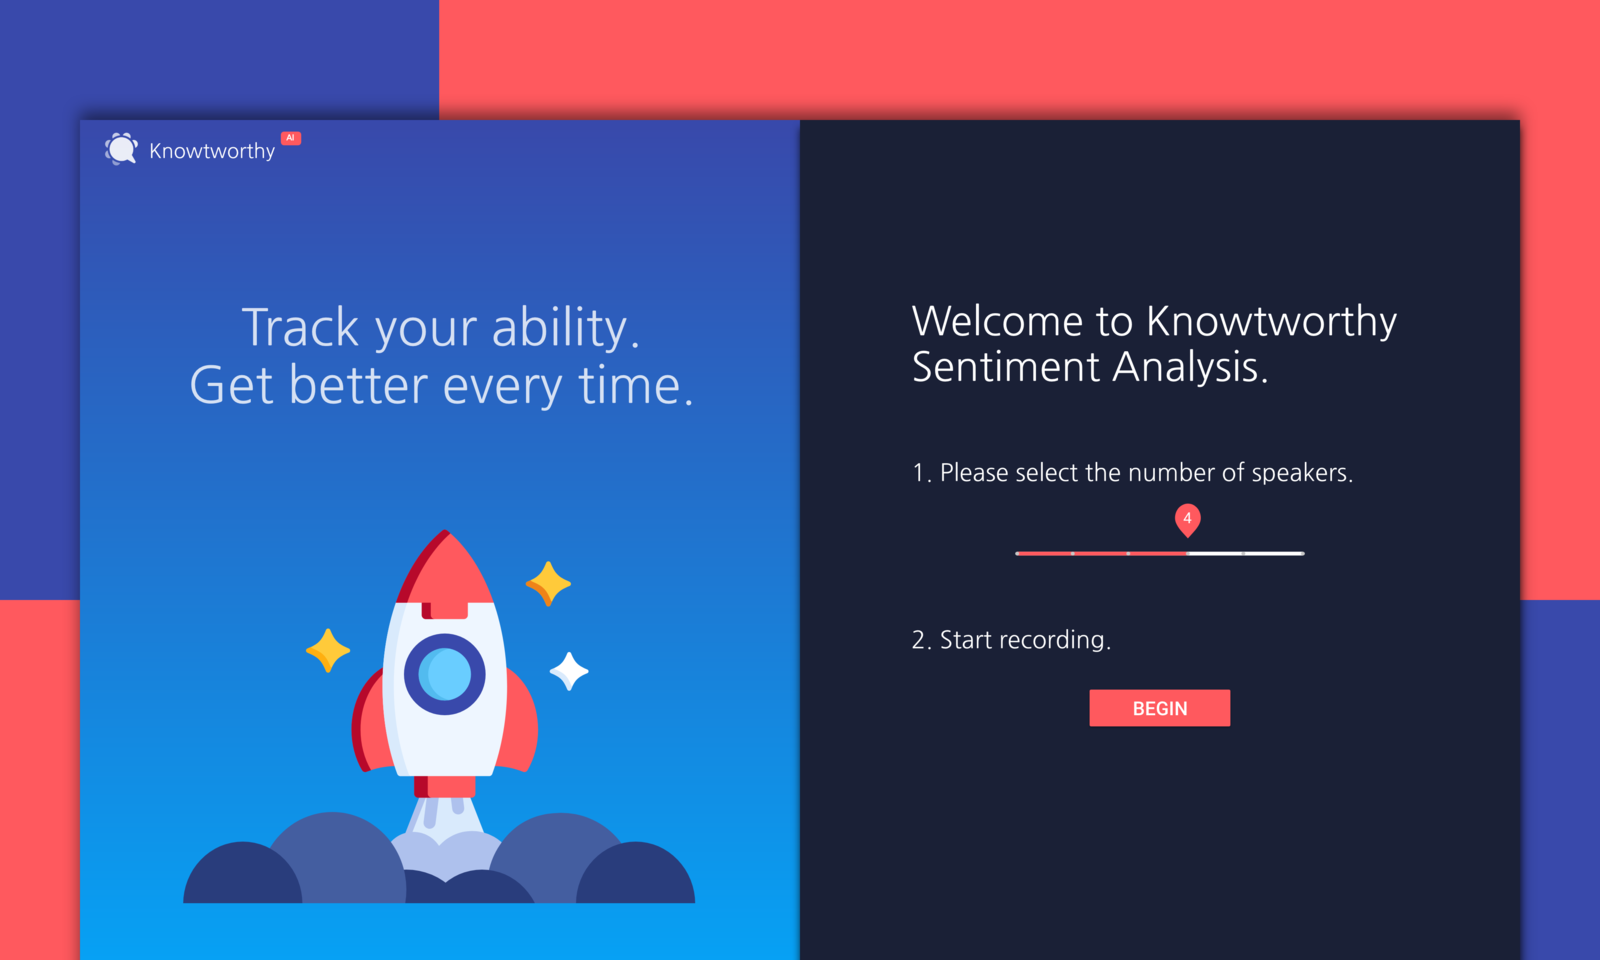 Knowtworthy AI
Track your ability.
Get better every time.
Welcome to Knowtworthy
Sentiment Analysis.
1. Please select the number of speakers.
4
2. Start recording.
BEGIN